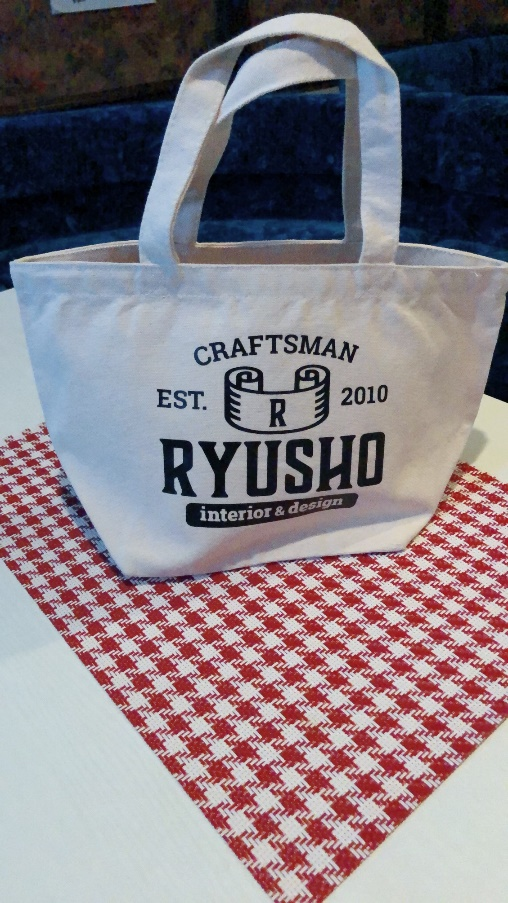 CRAFTSMAN
EST. R 2010
RYUSHO
interior & design